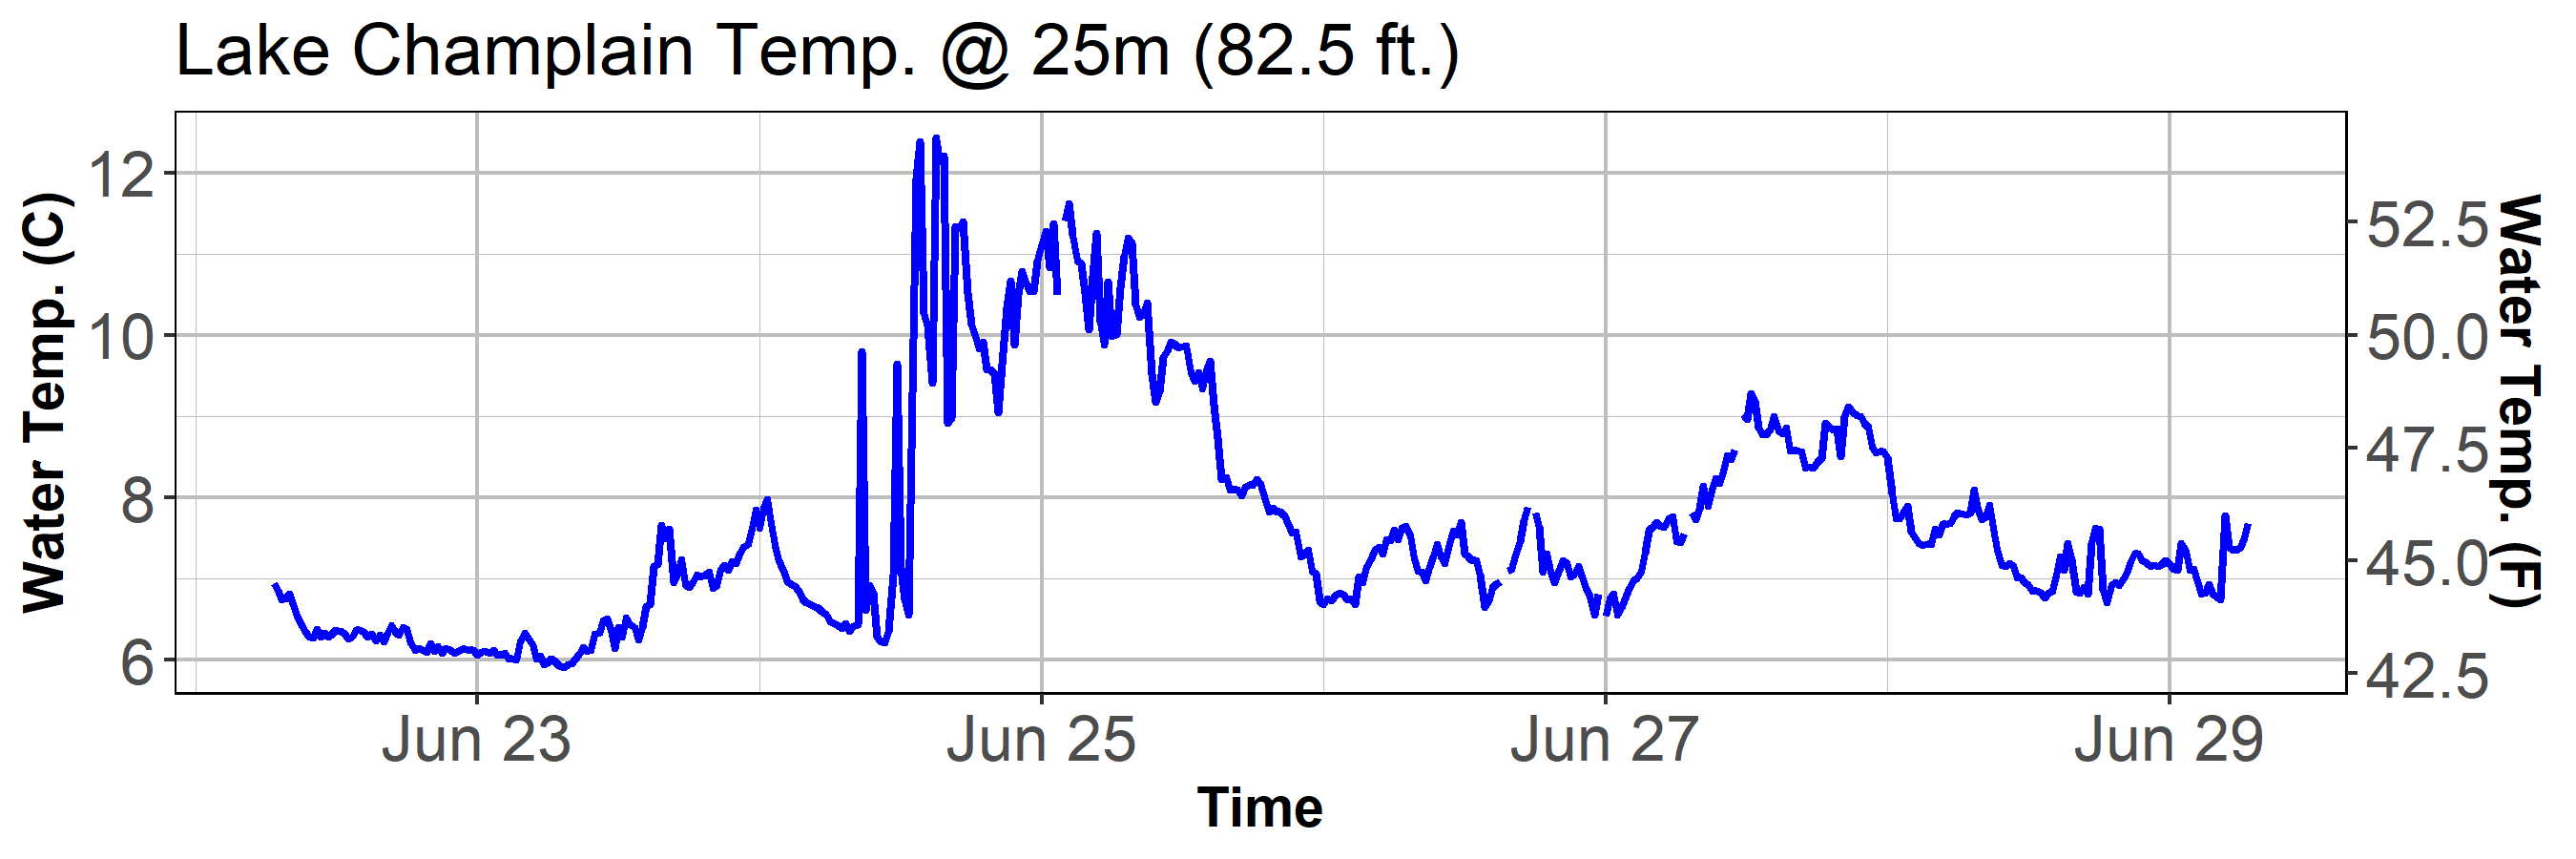 Lake Champlain Temp. @ 25m (82.5 ft.)
Water Temp. (C)
12
10
8
6
52.5
50.0
47.5
45.0
42.5
Water Temp. (F)
Jun 23
Jun 25
Jun 27
Jun 29
Time